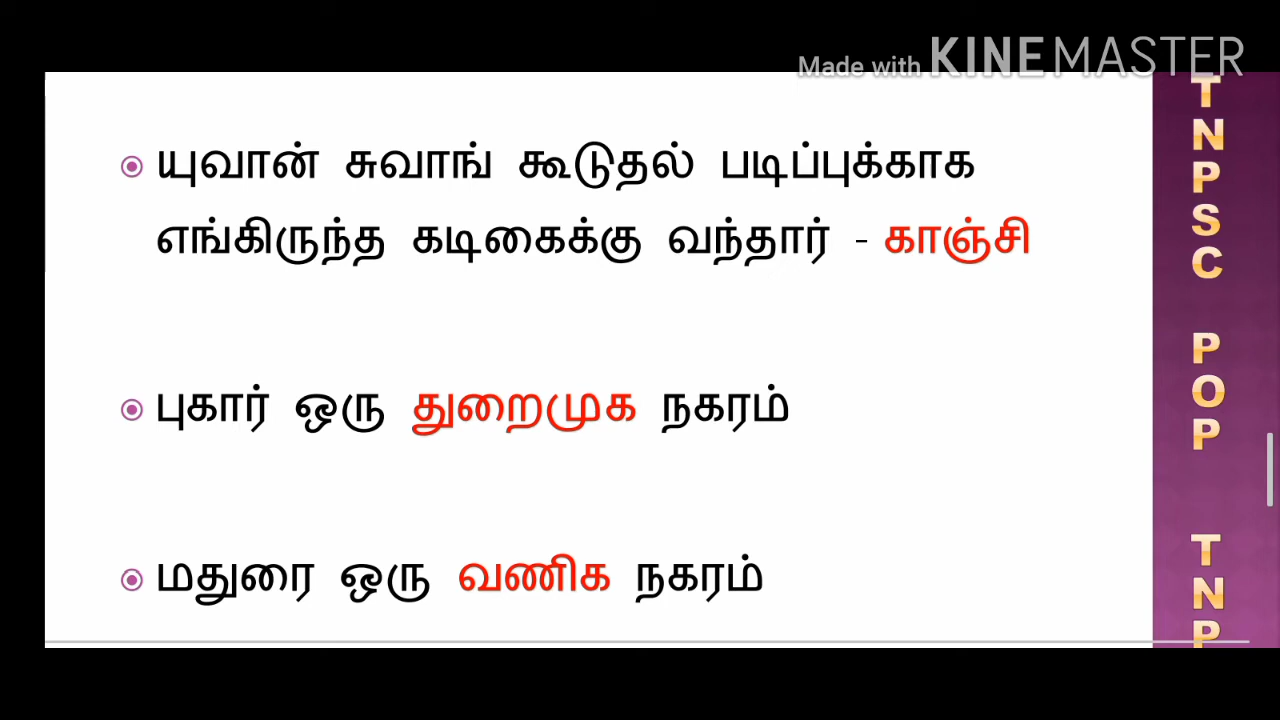 Made with KINEMASTER
யுவான் சுவாங் கூடுதல் படிப்புக்காக
எங்கிருந்த கடிகைக்கு வந்தார் - காஞ்சி
புகார் ஒரு துறைமுக நகரம்
மதுரை ஒரு வணிக நகரம்
TNPSC POP TNP